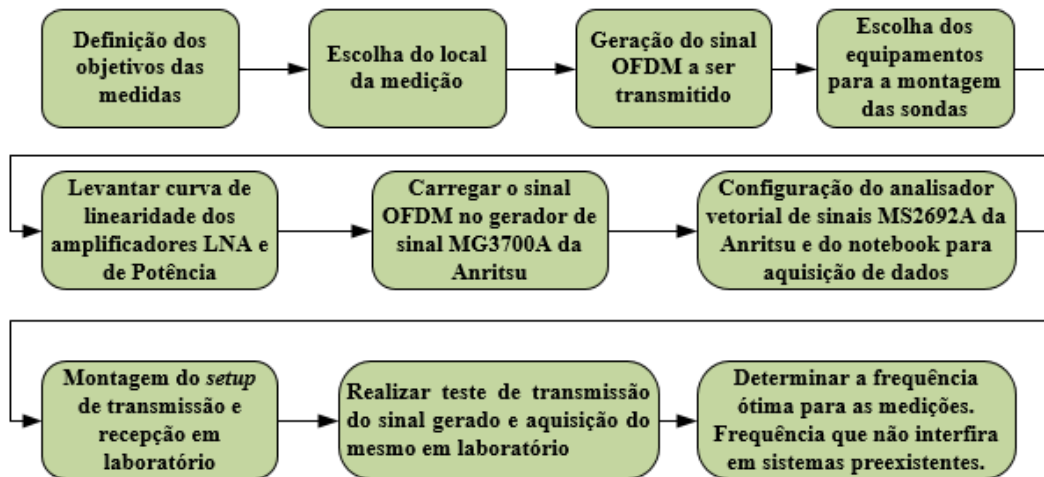 Definição dos
objetivos das
medidas
Escolha do local
da medição
Geração do sinal
OFDM a ser
transmitido
Escolha dos
equipamentos
para a montagem
das sondas
Levantar curva de
linearidade dos
amplificadores LNA e
de Potência
Carregar o sinal
OFDM no gerador de
sinal MG3700A da
Anritsu
Configuração do analisador
vetorial de sinais MS2692A da
Anritsu e do notebook para
aquisição de dados
Montagem do setup
de transmissão e
recepção em
laboratório
Realizar teste de transmissão
do sinal gerado e aquisição do
mesmo em laboratório
Determinar a frequência
ótima para as medições.
Frequência que não interfira
em sistemas preexistentes.